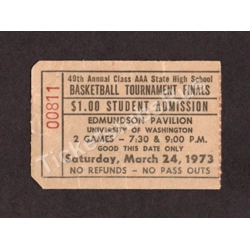 49th Annual Class AAA State High School
BASKETBALL TOURNAMENT FINALS
$1.00 STUDENT ADMISSION
EDMUNDSON PAVILION
UNIVERSITY OF WASHINGTON
2 GAMES - 7:30 & 9:00 P.M.
GOOD THIS DATE ONLY
Saturday, March 24, 1973
NO REFUNDS - NO PASS OUTS
00811